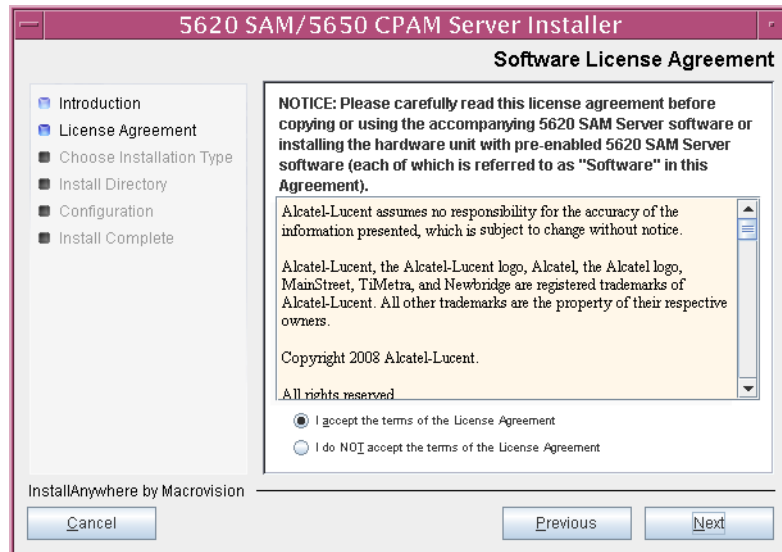 5620 SAM/5650 CPAM Server Installer
Software License Agreement
Introduction
License Agreement
Choose Installation Type
Install Directory
Configuration
Install Complete
NOTICE: Please carefully read this license agreement before
copying or using the accompanying 5620 SAM Server software or
installing the hardware unit with pre-enabled 5620 SAM Server
software (each of which is referred to as "Software" in this
Agreement).
Alcatel-Lucent assumes no responsibility for the accuracy of the
information presented, which is subject to change without notice.
Alcatel-Lucent, the Alcatel-Lucent logo, Alcatel, the Alcatel logo,
MainStreet, TiMetra, and Newbridge are registered trademarks of
Alcatel-Lucent. All other trademarks are the property of their respective
owners.
Copyright 2008 Alcatel-Lucent.
All rights reserved
I accept the terms of the License Agreement
I do NOT accept the terms of the License Agreement
InstallAnywhere by Macrovision
Cancel
Previous
Next